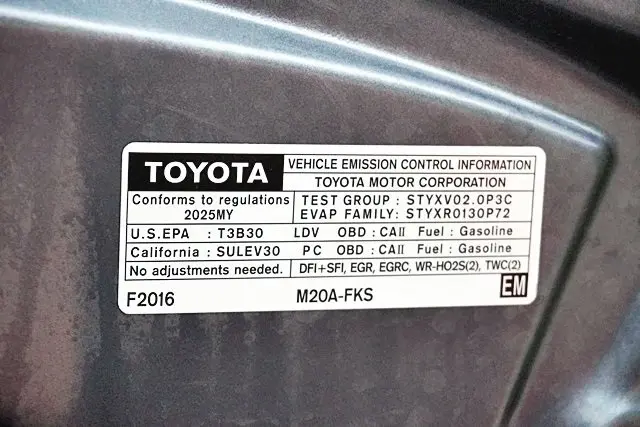 TOYOTA
VEHICLE EMISSION CONTROL INFORMATION
TOYOTA MOTOR CORPORATION
Conforms to regulations
2025MY
TEST GROUP : STYXV02.0P3C
EVAP FAMILY: STYXR0130P72
U.S.EPA : T3B30 LDV OBD : CAII Fuel : Gasoline
California : SULEV30 PC OBD : CAII Fuel : Gasoline
No adjustments needed. DFI+SFI, EGR, EGRC, WR-HO2S(2), TWC(2)
F2016 M20A-FKS EM